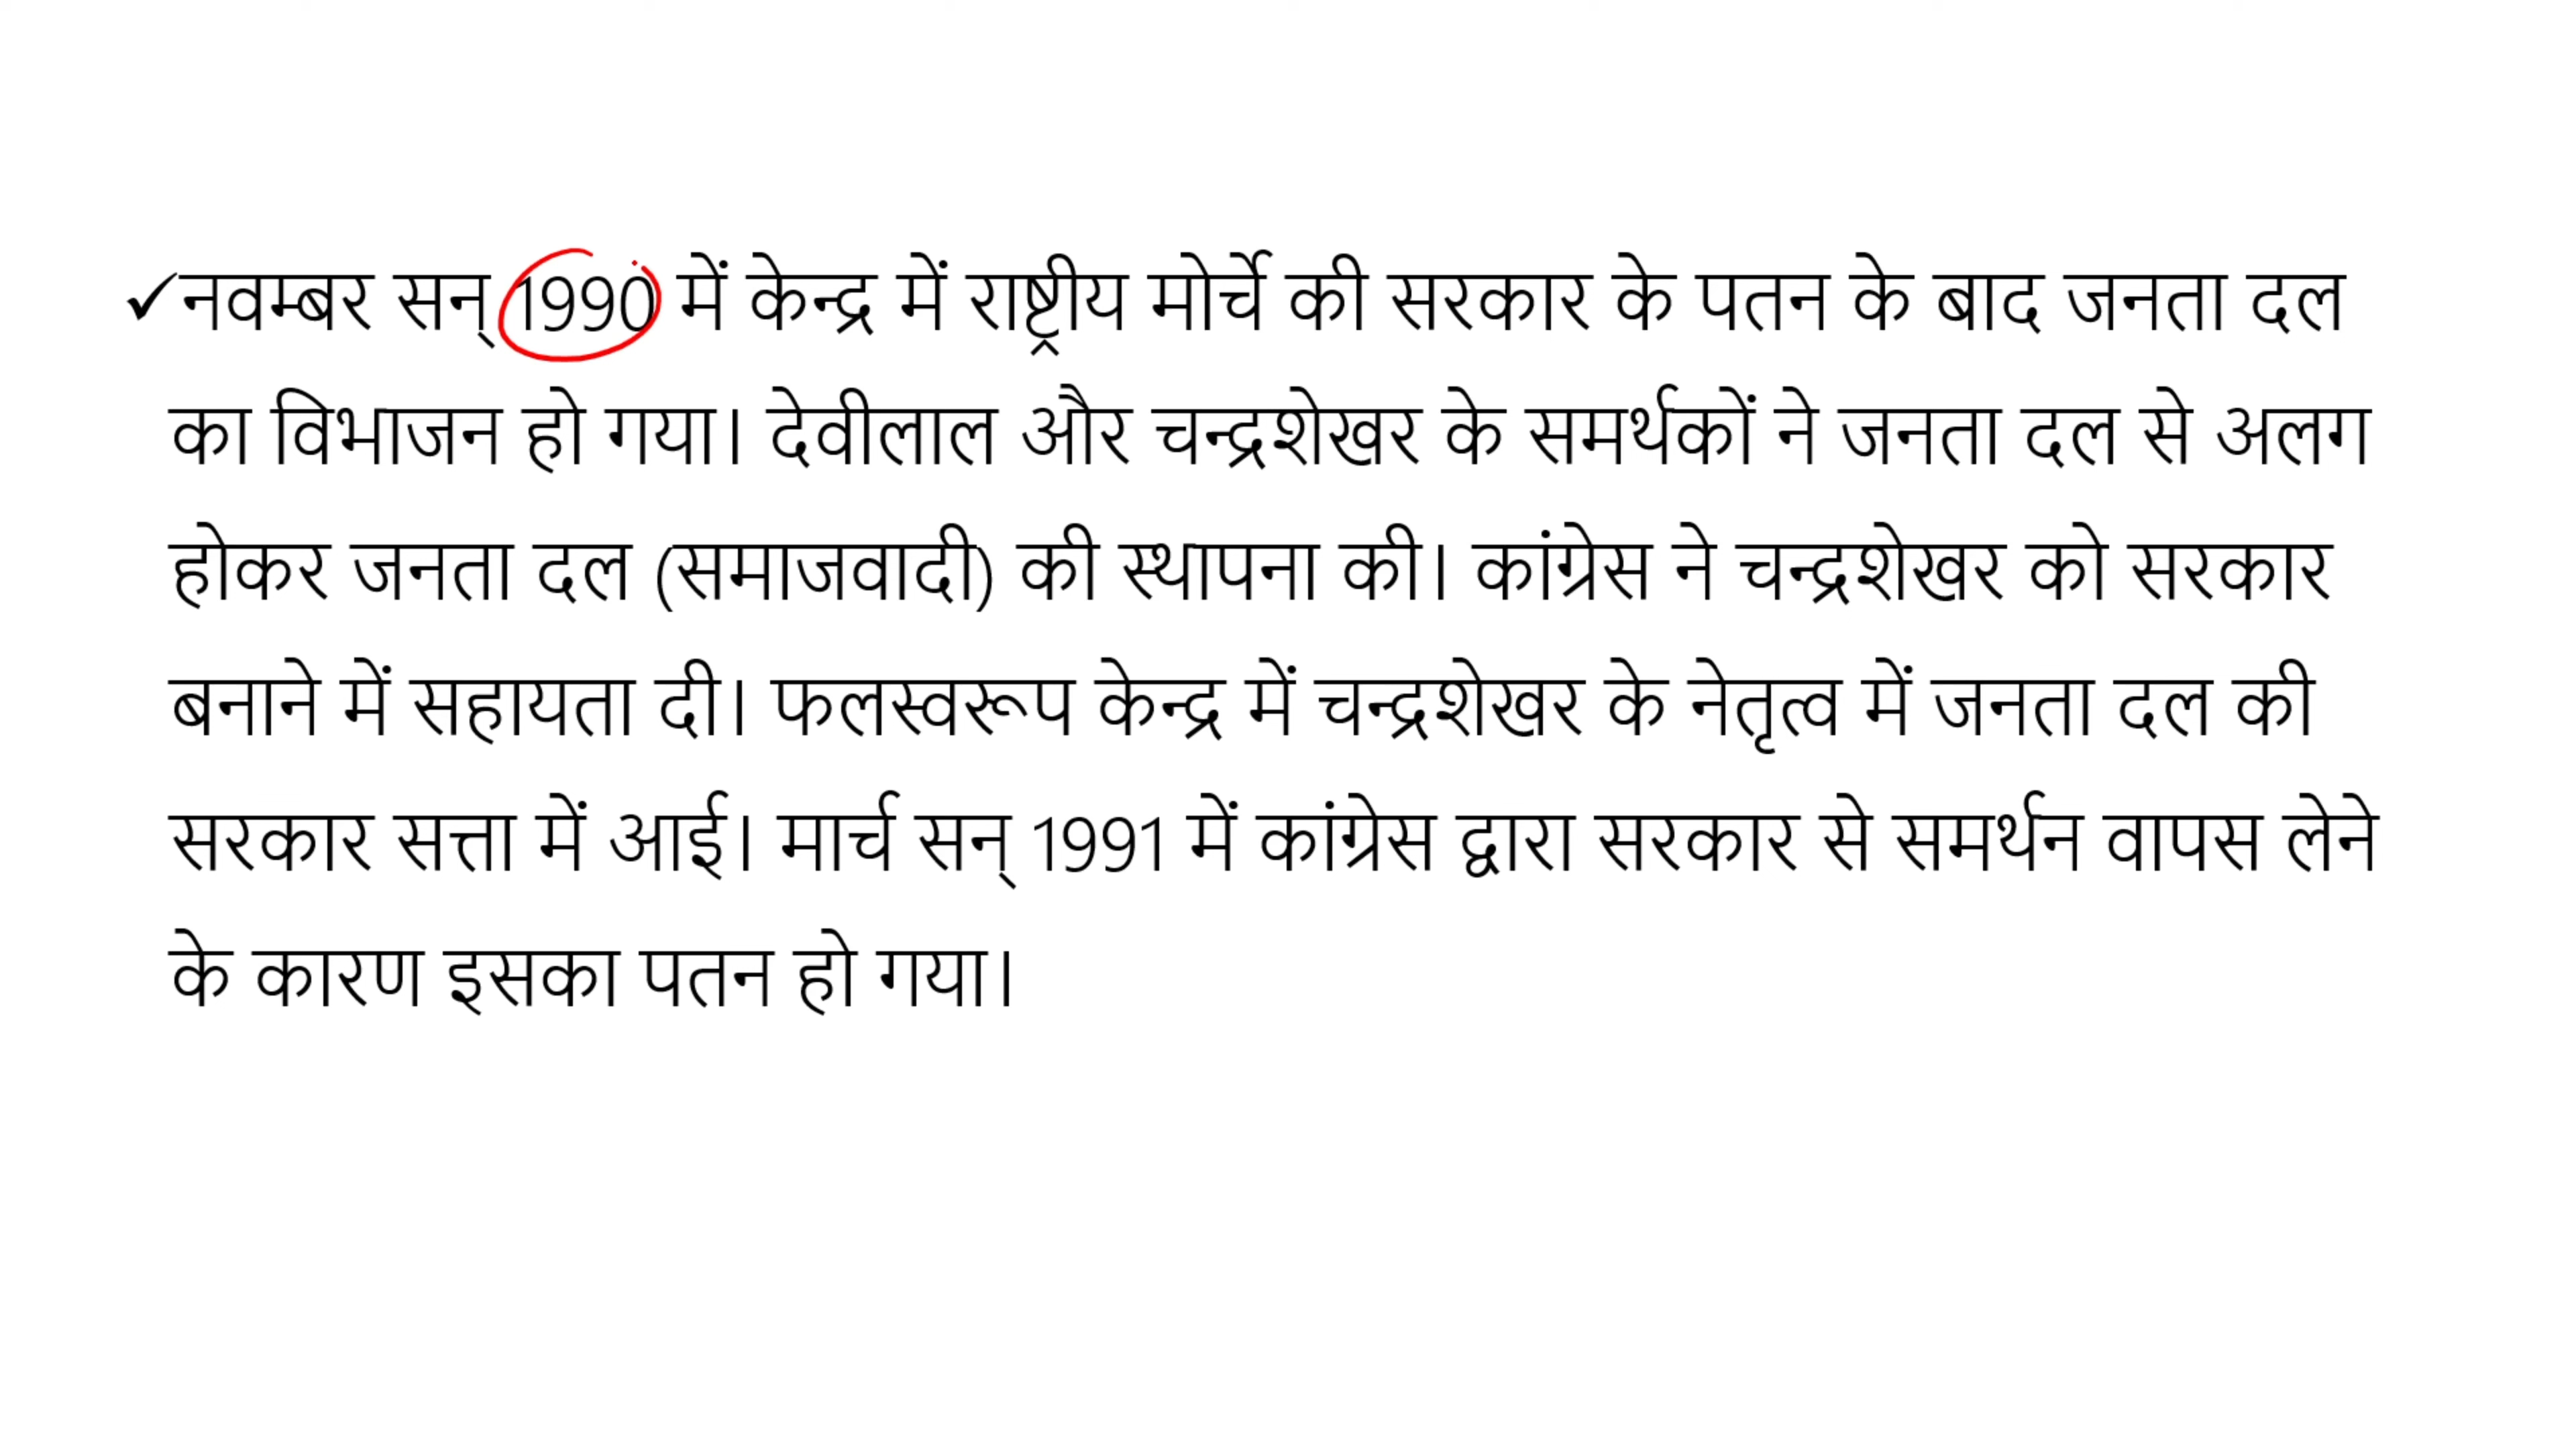 ✓नवम्बर सन् 1990 में केन्द्र में राष्ट्रीय मोर्चे की सरकार के पतन के बाद जनता दल
का विभाजन हो गया। देवीलाल और चन्द्रशेखर के समर्थकों ने जनता दल से अलग
होकर जनता दल (समाजवादी) की स्थापना की। कांग्रेस ने चन्द्रशेखर को सरकार
बनाने में सहायता दी। फलस्वरूप केन्द्र में चन्द्रशेखर के नेतृत्व में जनता दल की
सरकार सत्ता में आई। मार्च सन् 1991 में कांग्रेस द्वारा सरकार से समर्थन वापस लेने
के कारण इसका पतन हो गया।